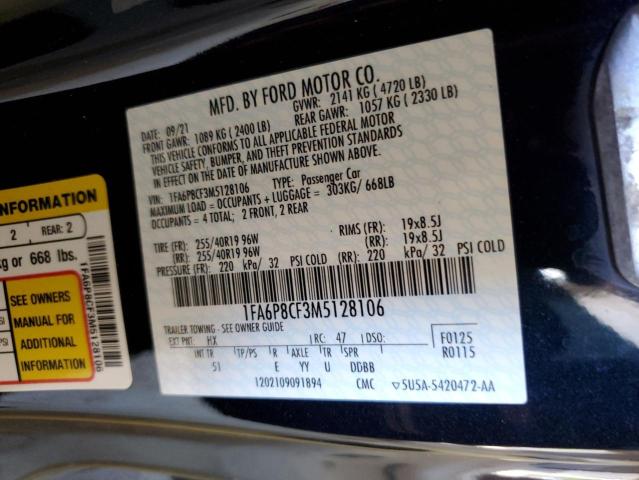 MFD. BY FORD MOTOR CO.
DATE: 09/21 GVWR: 2141 KG ( 4720 LB)
FRONT GAWR: 1089 KG ( 2400 LB) REAR GAWR: 1057 KG ( 2330 LB)
THIS VEHICLE CONFORMS TO ALL APPLICABLE FEDERAL MOTOR
VEHICLE SAFETY, BUMPER, AND THEFT PREVENTION STANDARDS
IN EFFECT ON THE DATE OF MANUFACTURE SHOWN ABOVE.
VIN: 1FA6P8CF3M5128106 TYPE: Passenger Car
MAXIMUM LOAD = OCCUPANTS + LUGGAGE = 303KG/ 668LB
OCCUPANTS = 4 TOTAL; 2 FRONT, 2 REAR
TIRE (FR): 255/40R19 96W RIMS (FR): 19x8.5J
(RR): 255/40R19 96W (RR): 19x8.5J
PRESSURE (FR): 220 kPa/ 32 PSI COLD (RR): 220 kPa/ 32 PSI COLD
1FA6P8CF3M5128106
TRAILER TOWING - SEE OWNER GUIDE
EXT PNT: HX RC: 47 DSO: F0125
INT TR TP/PS R AXLE TR SPR R0115
51 E YY U DDBB
1202109091894 CMC ▽5U5A-S420472-AA
INFORMATION
2 REAR: 2
kg or 668 lbs.
SEE OWNERS
MANUAL FOR
ADDITIONAL
INFORMATION
1FA6P8CF3M5128106